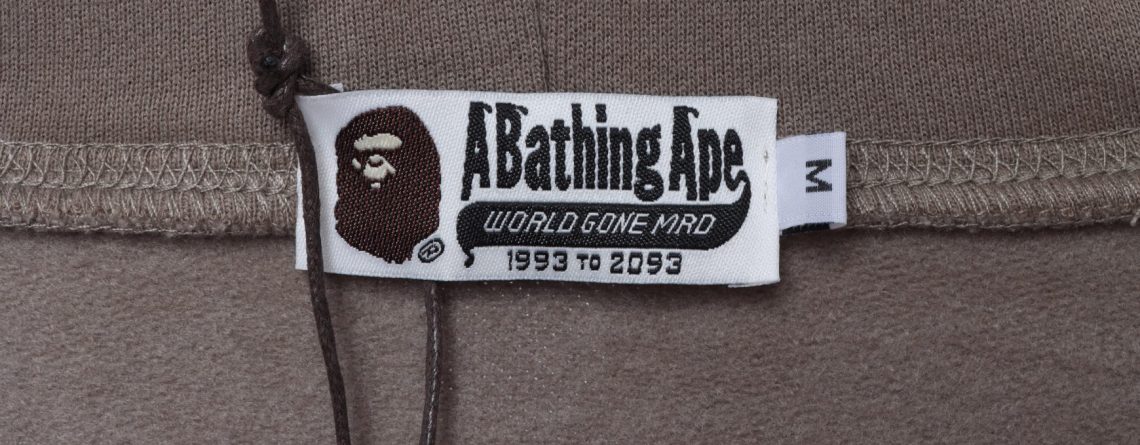 A Bathing Ape
WORLD GONE MAD
1993 TO 2093
®
M